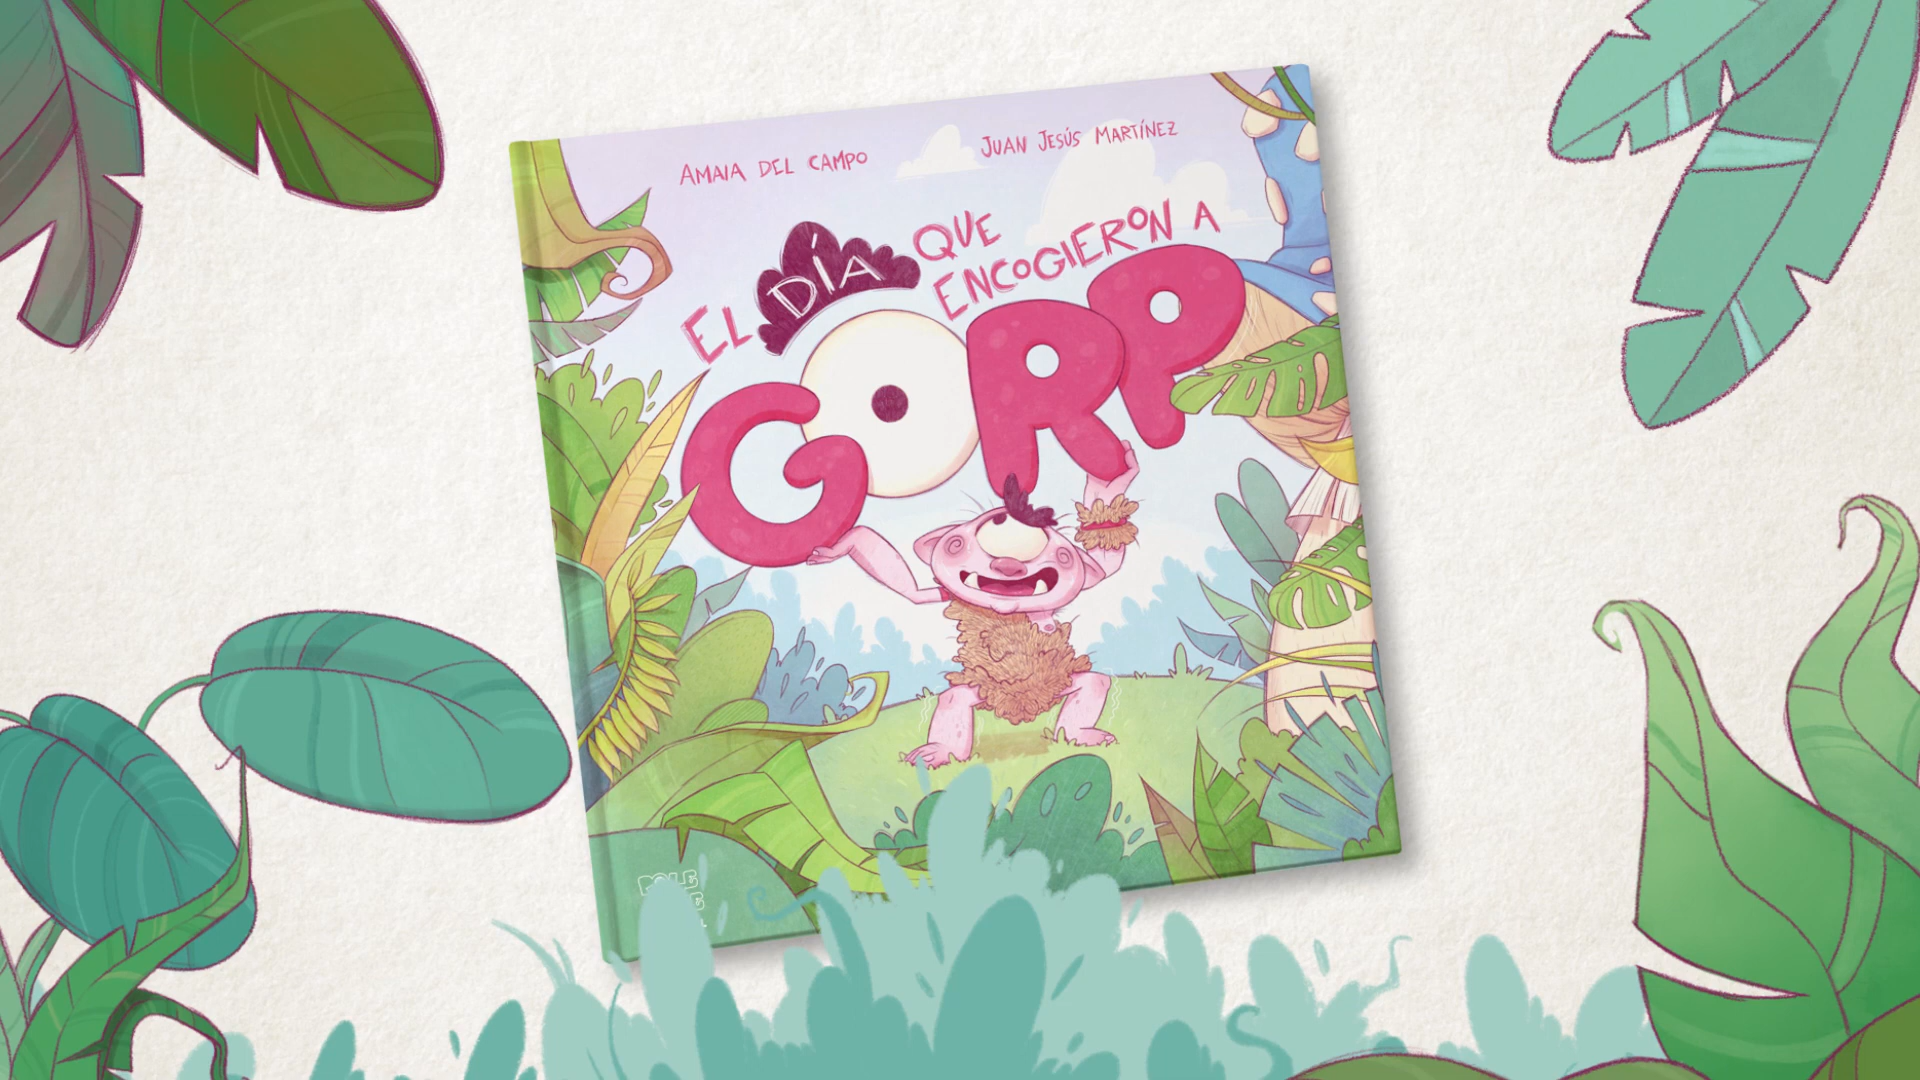 AMAIA DEL CAMPO
JUAN JESÚS MARTÍNEZ
EL DÍA QUE
ENCOGIERON A
GORP